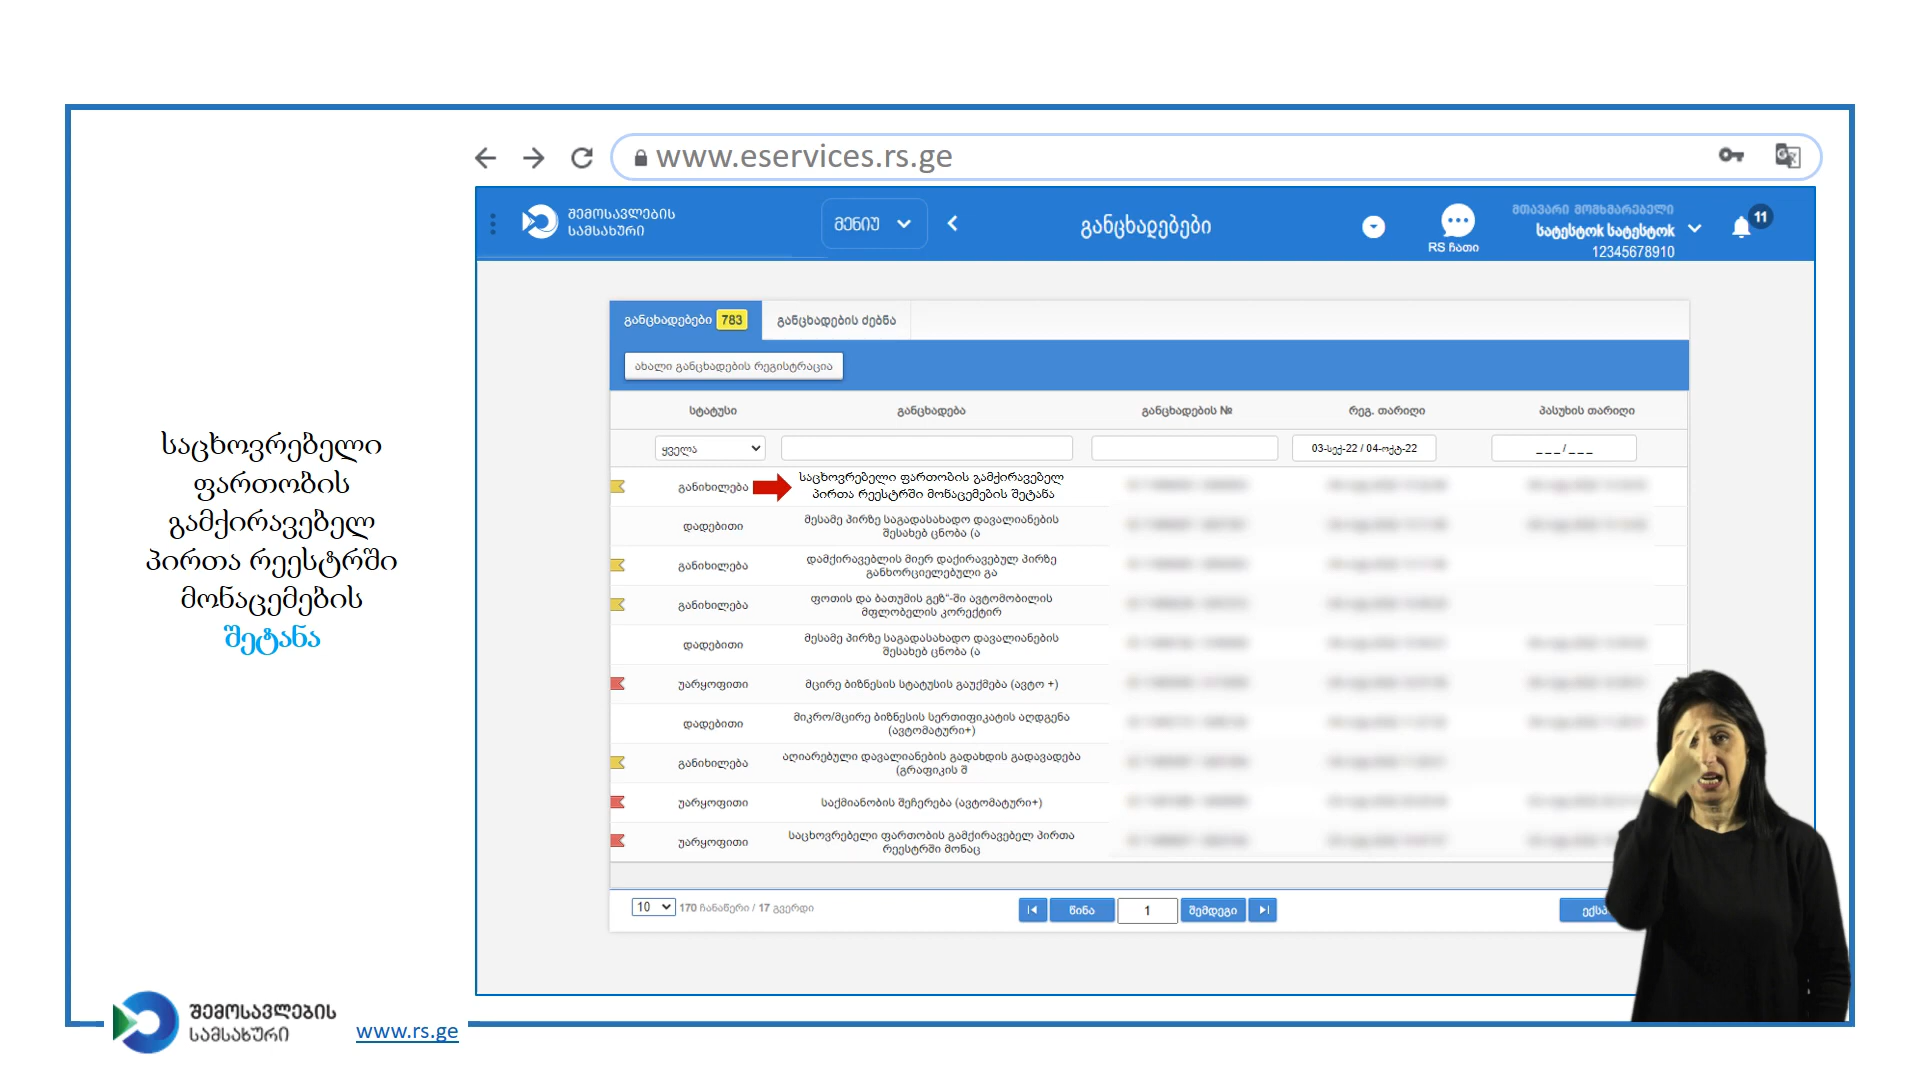 www.eservices.rs.ge
შემოსავლების
სამსახური
მენიუ
განცხადებები
RS ჩათი
მთავარი მომხმარებელი
სატესტოk სატესტოk
12345678910
11
განცხადებები 783
განცხადების ძებნა
ახალი განცხადების რეგისტრაცია
სტატუსი
განცხადება
განცხადების №
რეგ. თარიღი
პასუხის თარიღი
ყველა
03-სექ-22 / 04-ოქტ-22
_ _ _ / _ _ _
განიხილება
საცხოვრებელი ფართობის გამქირავებელ
პირთა რეესტრში მონაცემების შეტანა
დადებითი
მესამე პირზე საგადასახადო დავალიანების
შესახებ ცნობა (ა
განიხილება
დამქირავებლის მიერ დაქირავებულ პირზე
განხორციელებული გა
განიხილება
ფოთის და ბათუმის გეზ"-ში ავტომობილის
მფლობელის კორექტირ
დადებითი
მესამე პირზე საგადასახადო დავალიანების
შესახებ ცნობა (ა
უარყოფითი
მცირე ბიზნესის სტატუსის გაუქმება (ავტო +)
დადებითი
მიკრო/მცირე ბიზნესის სერთიფიკატის აღდგენა
(ავტომატური+)
განიხილება
აღიარებული დავალიანების გადახდის გადავადება
(გრაფიკის შ
უარყოფითი
საქმიანობის შეჩერება (ავტომატური+)
უარყოფითი
საცხოვრებელი ფართობის გამქირავებელ პირთა
რეესტრში მონაც
10
170 ჩანაწერი / 17 გვერდი
წინა
1
შემდეგი
საცხოვრებელი
ფართობის
გამქირავებელ
პირთა რეესტრში
მონაცემების
შეტანა
შემოსავლების
სამსახური
www.rs.ge